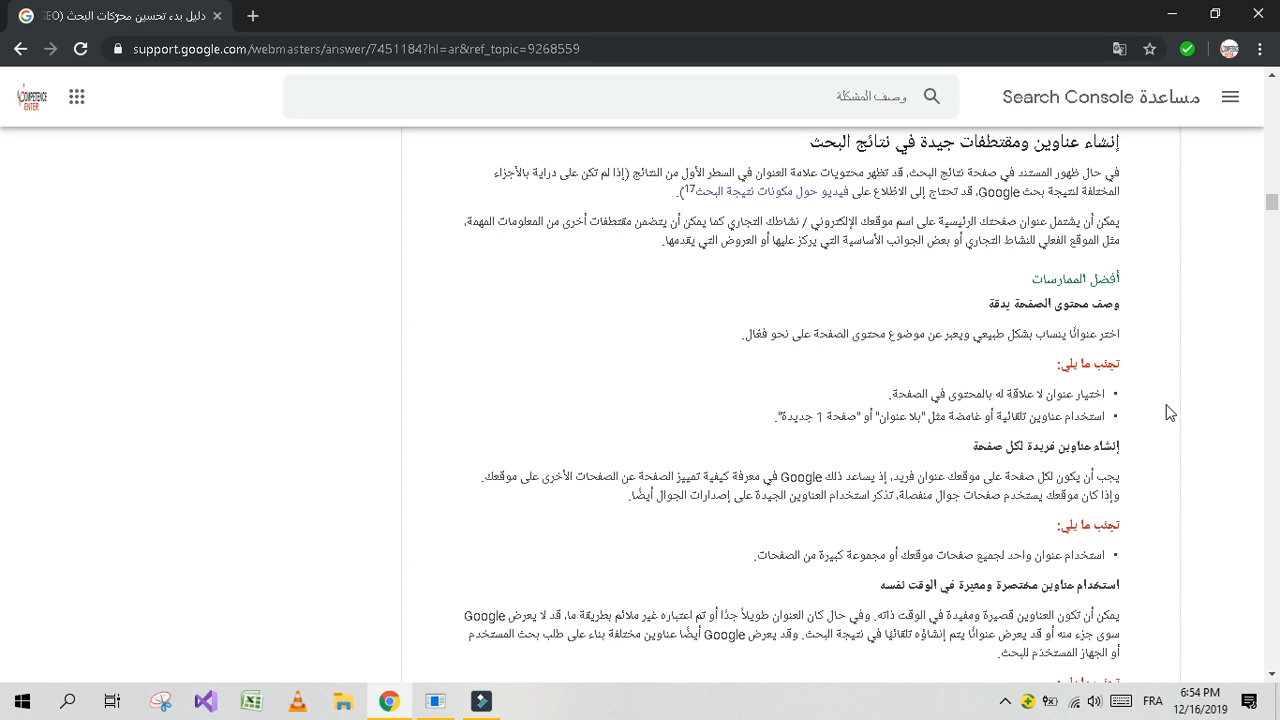 دليل بدء تحسين محركات البحث (SEO
support.google.com/webmasters/answer/7451184?hl=ar&ref_topic=9268559
مساعدة Search Console
وصف المشكلة
COMPETENCE
ENTER
إنشاء عناوين ومقتطفات جيدة في نتائج البحث
في حال ظهور المستند في صفحة نتائج البحث، قد تظهر محتويات علامة العنوان في السطر الأول من النتائج (إذا لم تكن على دراية بالأجزاء
المختلفة لنتيجة بحث Google، قد تحتاج إلى الاطّلاع على فيديو حول مكونات نتيجة البحث17).
يمكن أن يشتمل عنوان صفحتك الرئيسية على اسم موقعك الإلكتروني / نشاطك التجاري كما يمكن أن يتضمن مقتطفات أخرى من المعلومات المهمة،
مثل الموقع الفعلي للنشاط التجاري أو بعض الجوانب الأساسية التي يركز عليها أو العروض التي يقدمها.
أفضل الممارسات
وصف محتوى الصفحة بدقة
اختر عنوانًا ينساب بشكل طبيعي ويعبر عن موضوع محتوى الصفحة على نحو فعّال.
تجنب ما يلي:
▪ اختيار عنوان لا علاقة له بالمحتوى في الصفحة.
▪ استخدام عناوين تلقائية أو غامضة مثل "بلا عنوان" أو "صفحة 1 جديدة".
إنشاء عناوين فريدة لكل صفحة
يجب أن يكون لكل صفحة على موقعك عنوان فريد، إذ يساعد ذلك Google في معرفة كيفية تمييز الصفحة عن الصفحات الأخرى على موقعك.
وإذا كان موقعك يستخدم صفحات جوال منفصلة، تذكر استخدام العناوين الجيدة على إصدارات الجوال أيضًا.
تجنب ما يلي:
▪ استخدام عنوان واحد لجميع صفحات موقعك أو مجموعة كبيرة من الصفحات.
استخدام عناوين مختصرة ومعبرة في الوقت نفسه
يمكن أن تكون العناوين قصيرة ومفيدة في الوقت ذاته. وفي حال كان العنوان طويلاً جدًا أو تم اعتباره غير ملائم بطريقة ما، قد لا يعرض Google
سوى جزء منه أو قد يعرض عنوانًا يتم إنشاؤه تلقائيًا في نتيجة البحث. وقد يعرض Google أيضًا عناوين مختلفة بناء على طلب بحث المستخدم
أو الجهاز المستخدَم للبحث.
تجنب ما يلي:
FRA
6:54 PM
12/16/2019